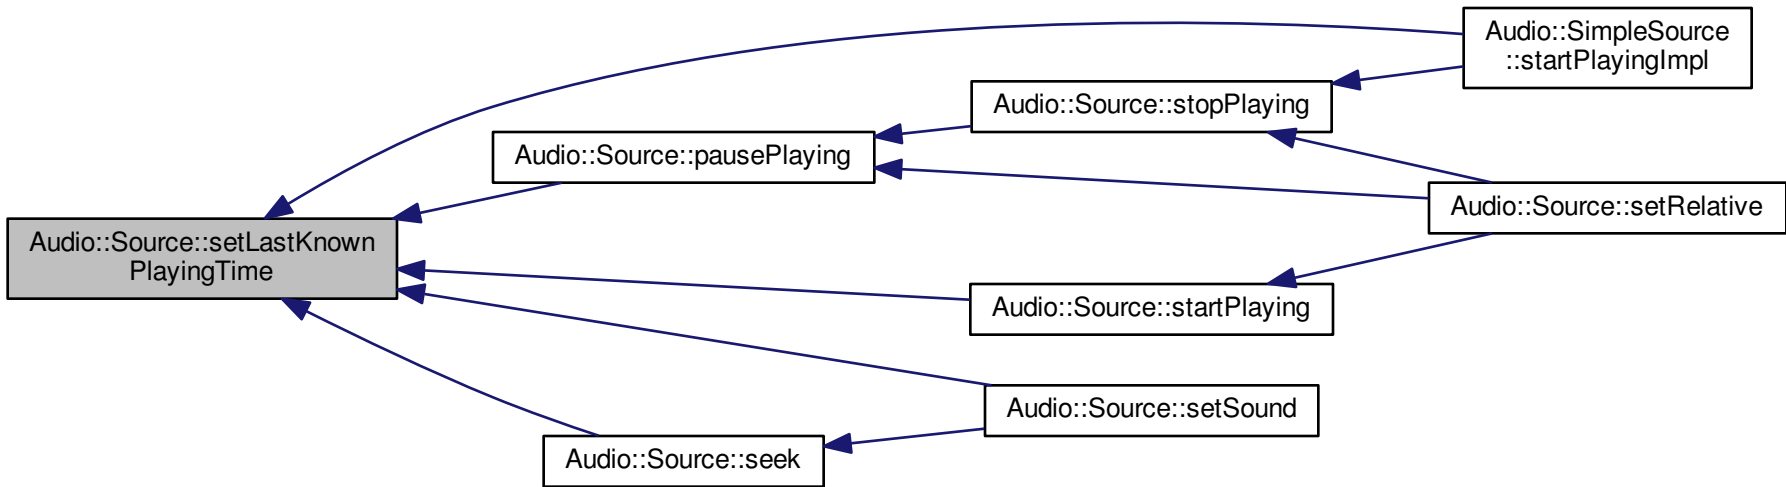 Audio::SimpleSource
::startPlayingImpl
Audio::Source::stopPlaying
Audio::Source::pausePlaying
Audio::Source::setRelative
Audio::Source::setLastKnown
PlayingTime
Audio::Source::startPlaying
Audio::Source::setSound
Audio::Source::seek